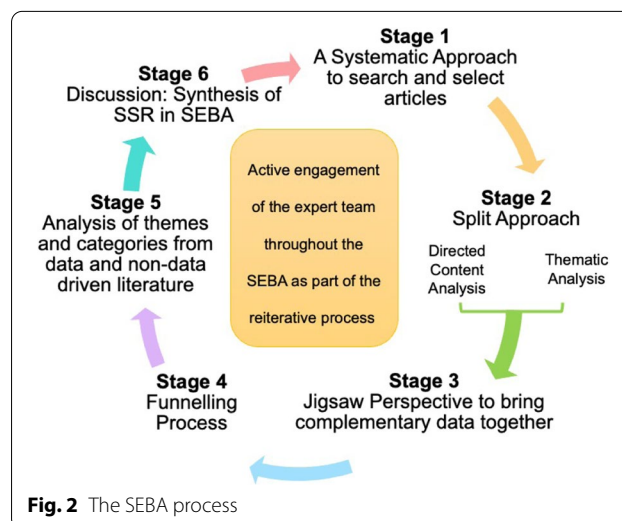 Stage 1
A Systematic Approach
to search and select
articles
Stage 2
Split Approach
Directed
Content
Analysis
Thematic
Analysis
Stage 3
Jigsaw Perspective to bring
complementary data together
Stage 4
Funnelling
Process
Stage 5
Analysis of themes
and categories from
data and non-data
driven literature
Stage 6
Discussion: Synthesis of
SSR in SEBA
Active engagement
of the expert team
throughout the
SEBA as part of the
reiterative process
Fig. 2 The SEBA process